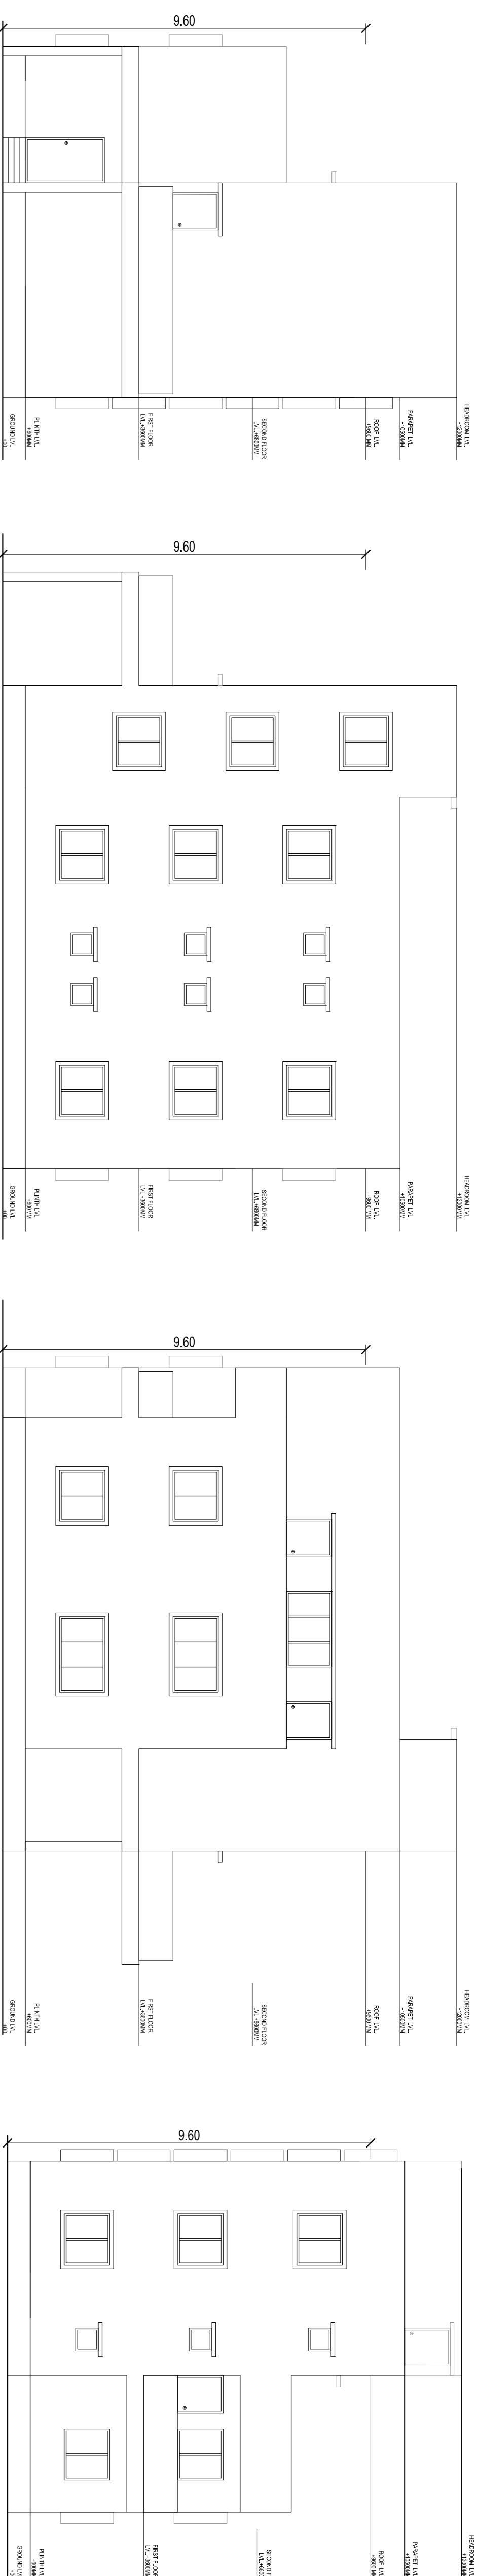 9.60
HEADROOM LVL.
+12000MM
PARAPET LVL.
+10500MM
ROOF LVL.
+9600 MM
SECOND FLOOR
LVL.+6600MM
FIRST FLOOR
LVL.+3600MM
PLINTH LVL.
+600MM
GROUND LVL
±00
9.60
HEADROOM LVL.
+12000MM
PARAPET LVL.
+10500MM
ROOF LVL.
+9600 MM
SECOND FLOOR
LVL.+6600MM
FIRST FLOOR
LVL.+3600MM
PLINTH LVL.
+600MM
GROUND LVL
±00
9.60
HEADROOM LVL.
+12000MM
PARAPET LVL.
+10500MM
ROOF LVL.
+9600 MM
SECOND FLOOR
LVL.+6600MM
FIRST FLOOR
LVL.+3600MM
PLINTH LVL.
+600MM
GROUND LVL
±00
9.60
HEADROOM LVL
PARAPET LVL.
ROOF LVL
SECOND F
FIRST FLOOR
LVL.+3600MM
PLINTH LVL
+600MM
GROUND LV